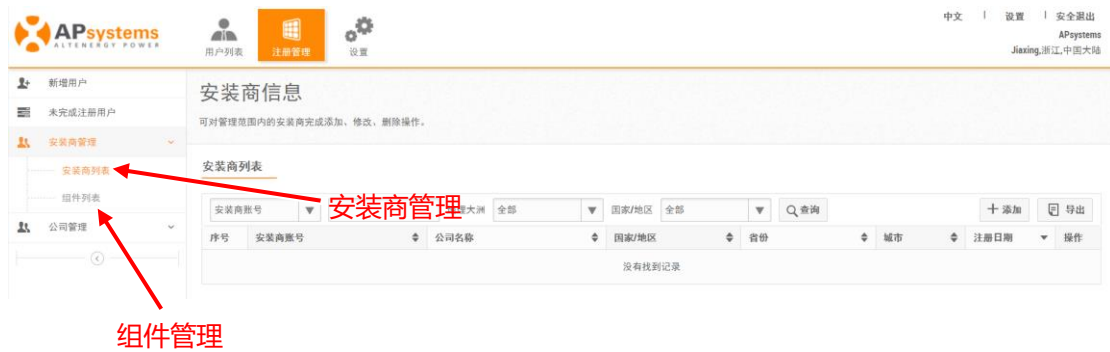 中文 | 设置 | 安全退出
APsystems
ALTENERGY POWER
用户列表
注册管理
设置
APsystems
Jiaxing,浙江,中国大陆
新增用户
未完成注册用户
安装商管理
安装商列表
组件列表
公司管理
安装商信息
可对管理范围内的安装商完成添加、修改、删除操作。
安装商列表
安装商账号
安装商管理
大洲 全部 国家/地区 全部 查询 添加 导出
序号 安装商账号 公司名称 国家/地区 省份 城市 注册日期 操作
没有找到记录
组件管理